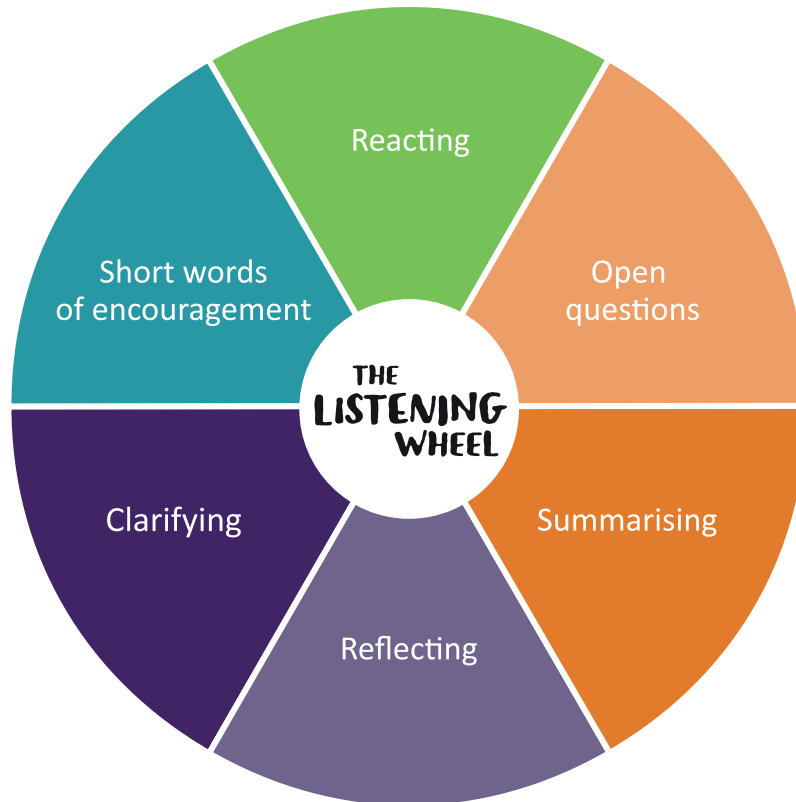 Reacting
Open
questions
Summarising
Reflecting
Clarifying
Short words
of encouragement
THE
LISTENING
WHEEL